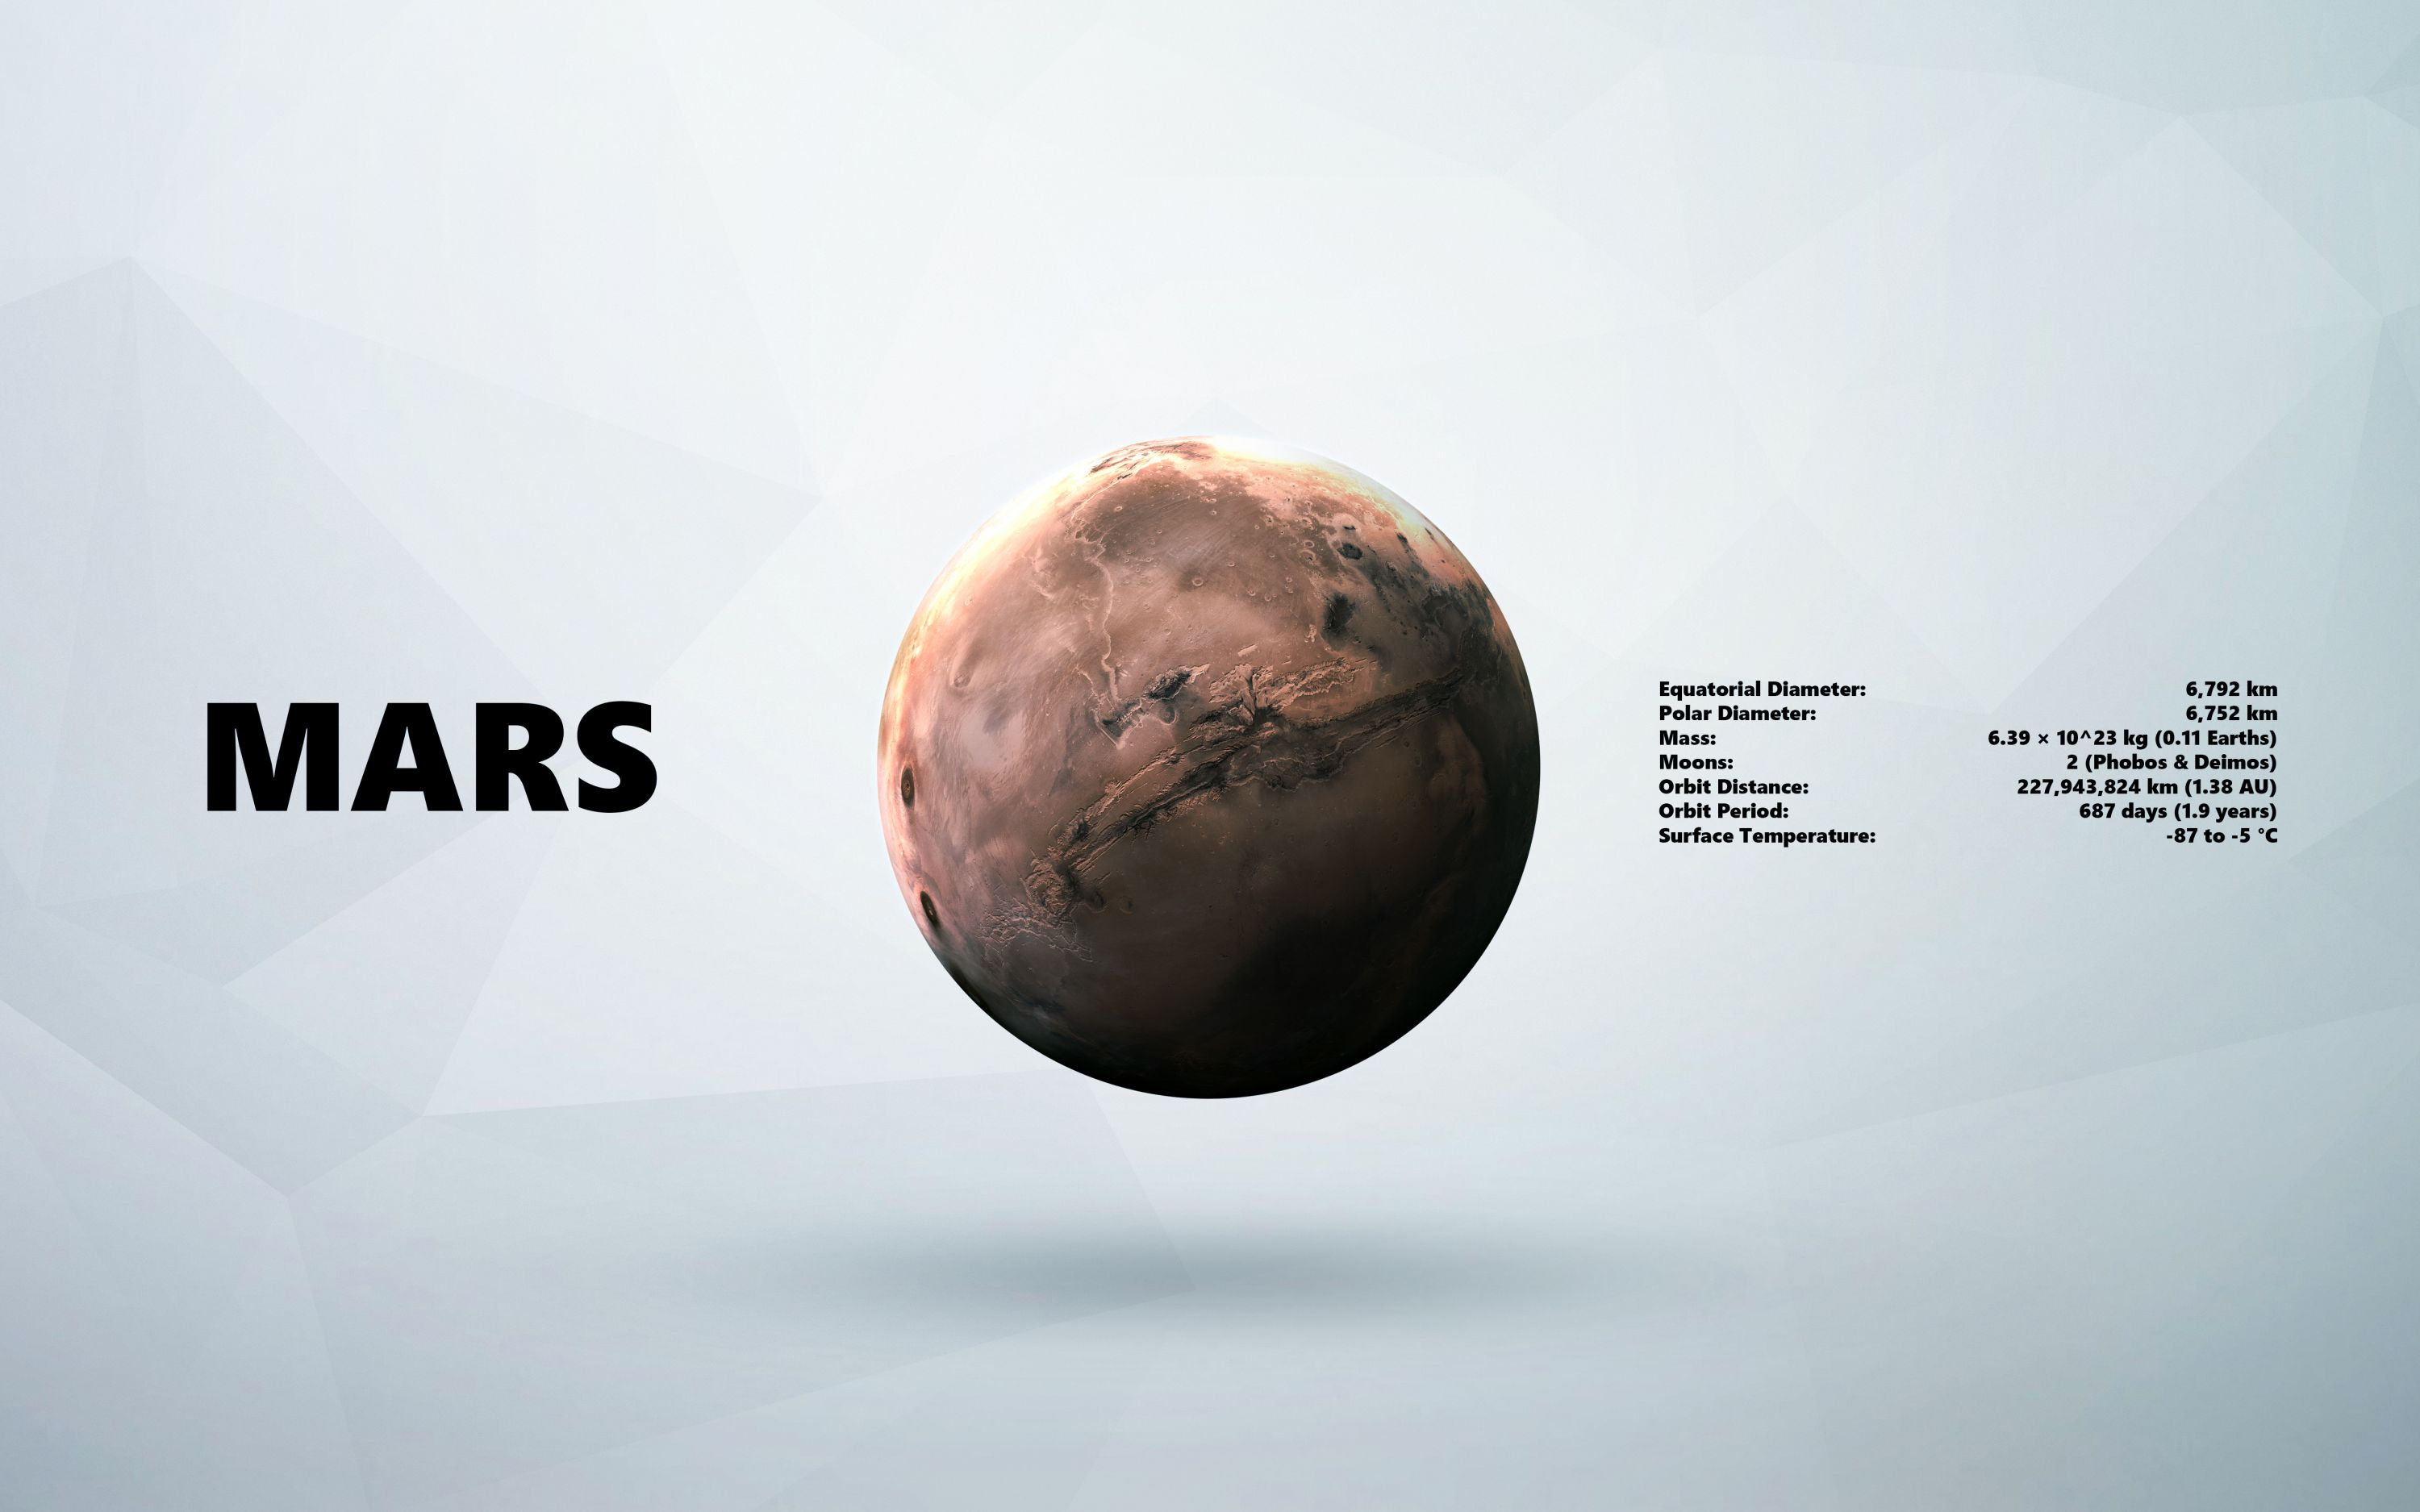 MARS
Equatorial Diameter: 6,792 km
Polar Diameter: 6,752 km
Mass: 6.39 × 10^23 kg (0.11 Earths)
Moons: 2 (Phobos & Deimos)
Orbit Distance: 227,943,824 km (1.38 AU)
Orbit Period: 687 days (1.9 years)
Surface Temperature: -87 to -5 °C